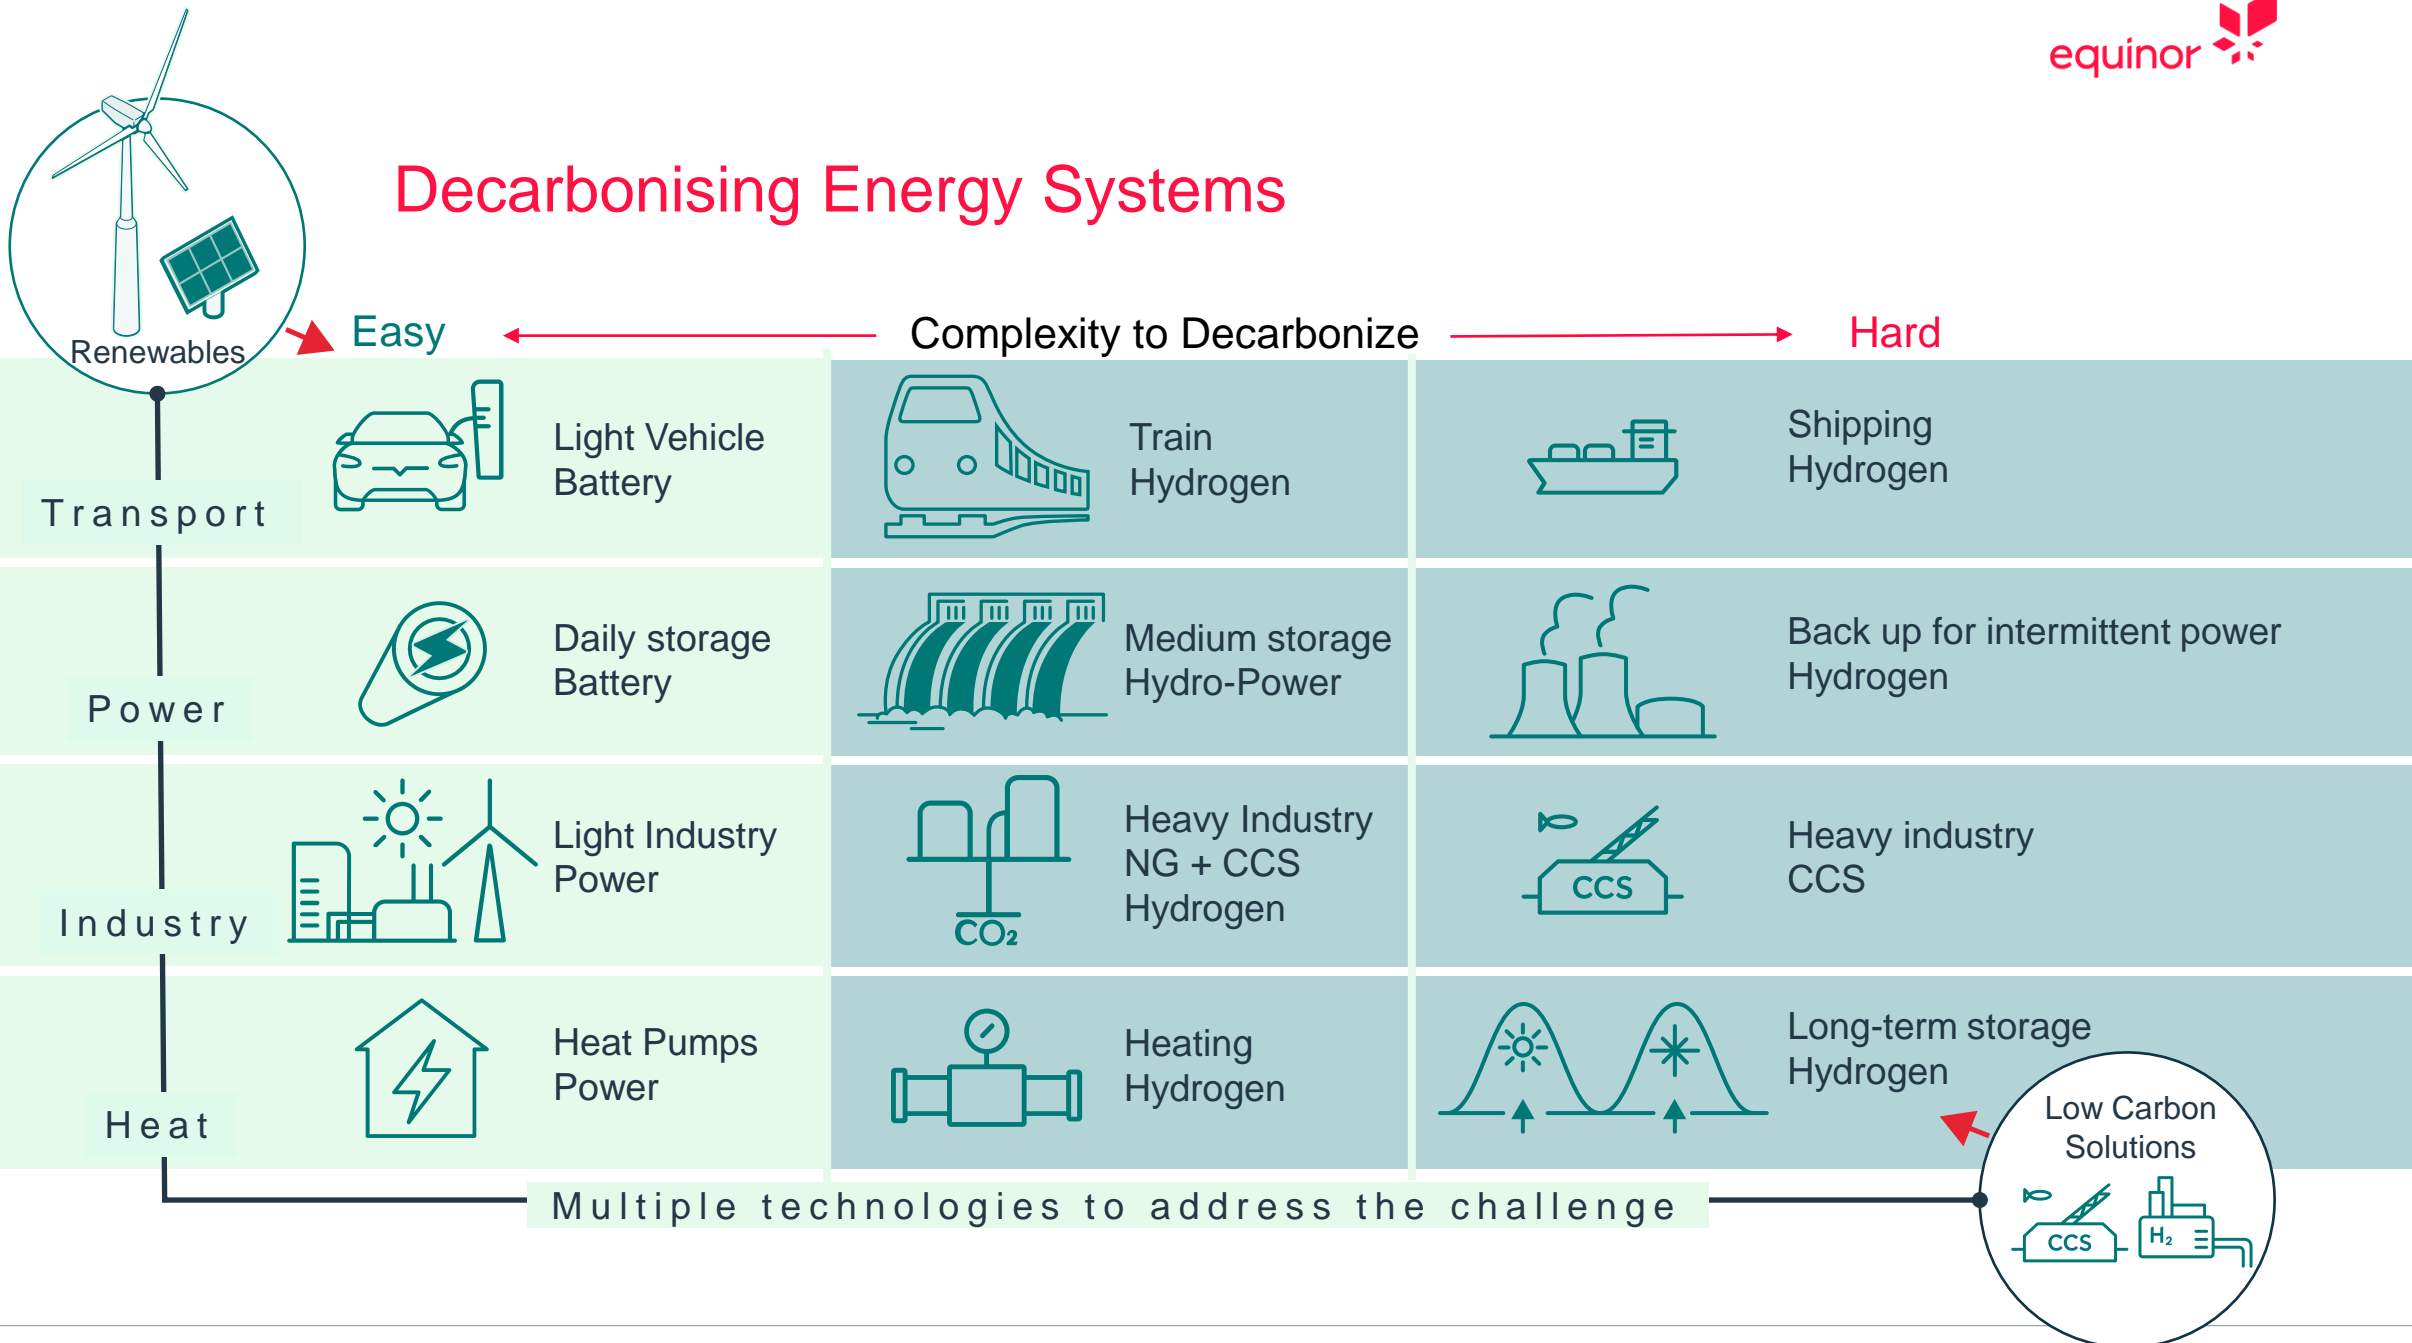 equinor
Decarbonising Energy Systems
Renewables
Easy
Complexity to Decarbonize
Hard
Transport
Light Vehicle
Battery
Train
Hydrogen
Shipping
Hydrogen
Power
Daily storage
Battery
Medium storage
Hydro-Power
Back up for intermittent power
Hydrogen
Industry
Light Industry
Power
CO₂
Heavy Industry
NG + CCS
Hydrogen
CCS
Heavy industry
CCS
Heat
Heat Pumps
Power
Heating
Hydrogen
Long-term storage
Hydrogen
Low Carbon
Solutions
CCS
H₂
Multiple technologies to address the challenge